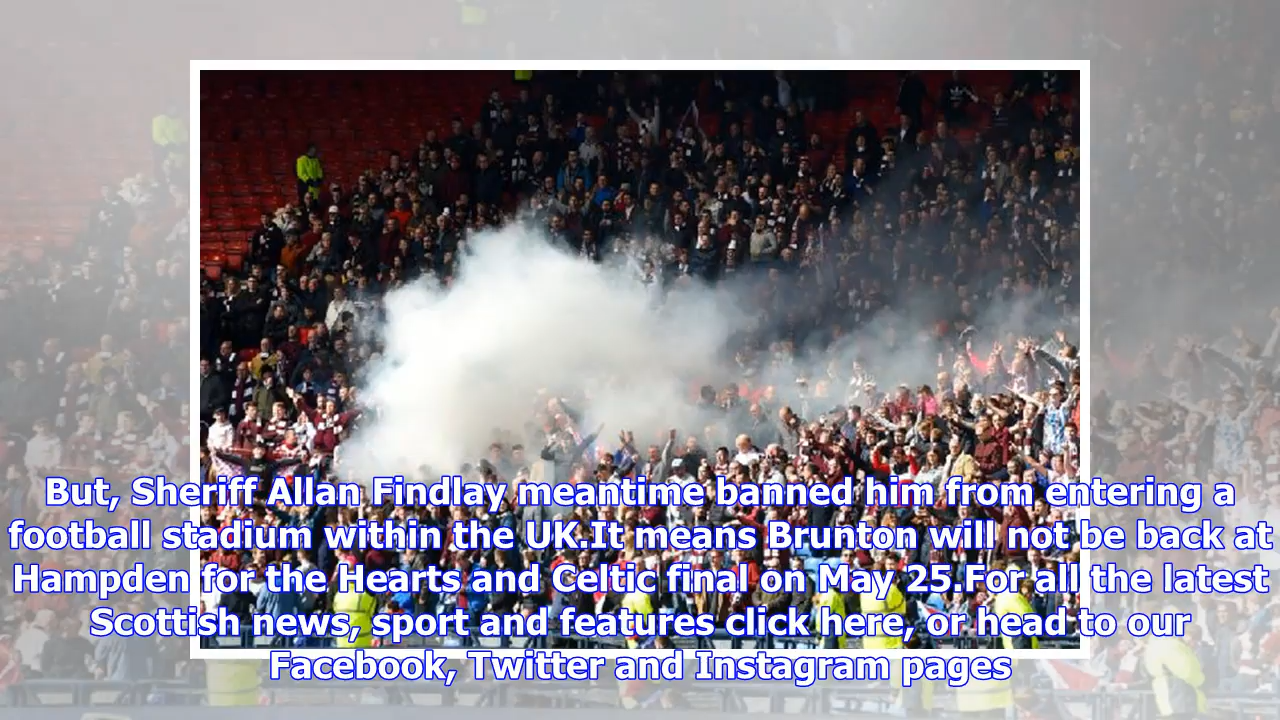 But, Sheriff Allan Findlay meantime banned him from entering a
football stadium within the UK.It means Brunton will not be back at
Hampden for the Hearts and Celtic final on May 25.For all the latest
Scottish news, sport and features click here, or head to our
Facebook, Twitter and Instagram pages